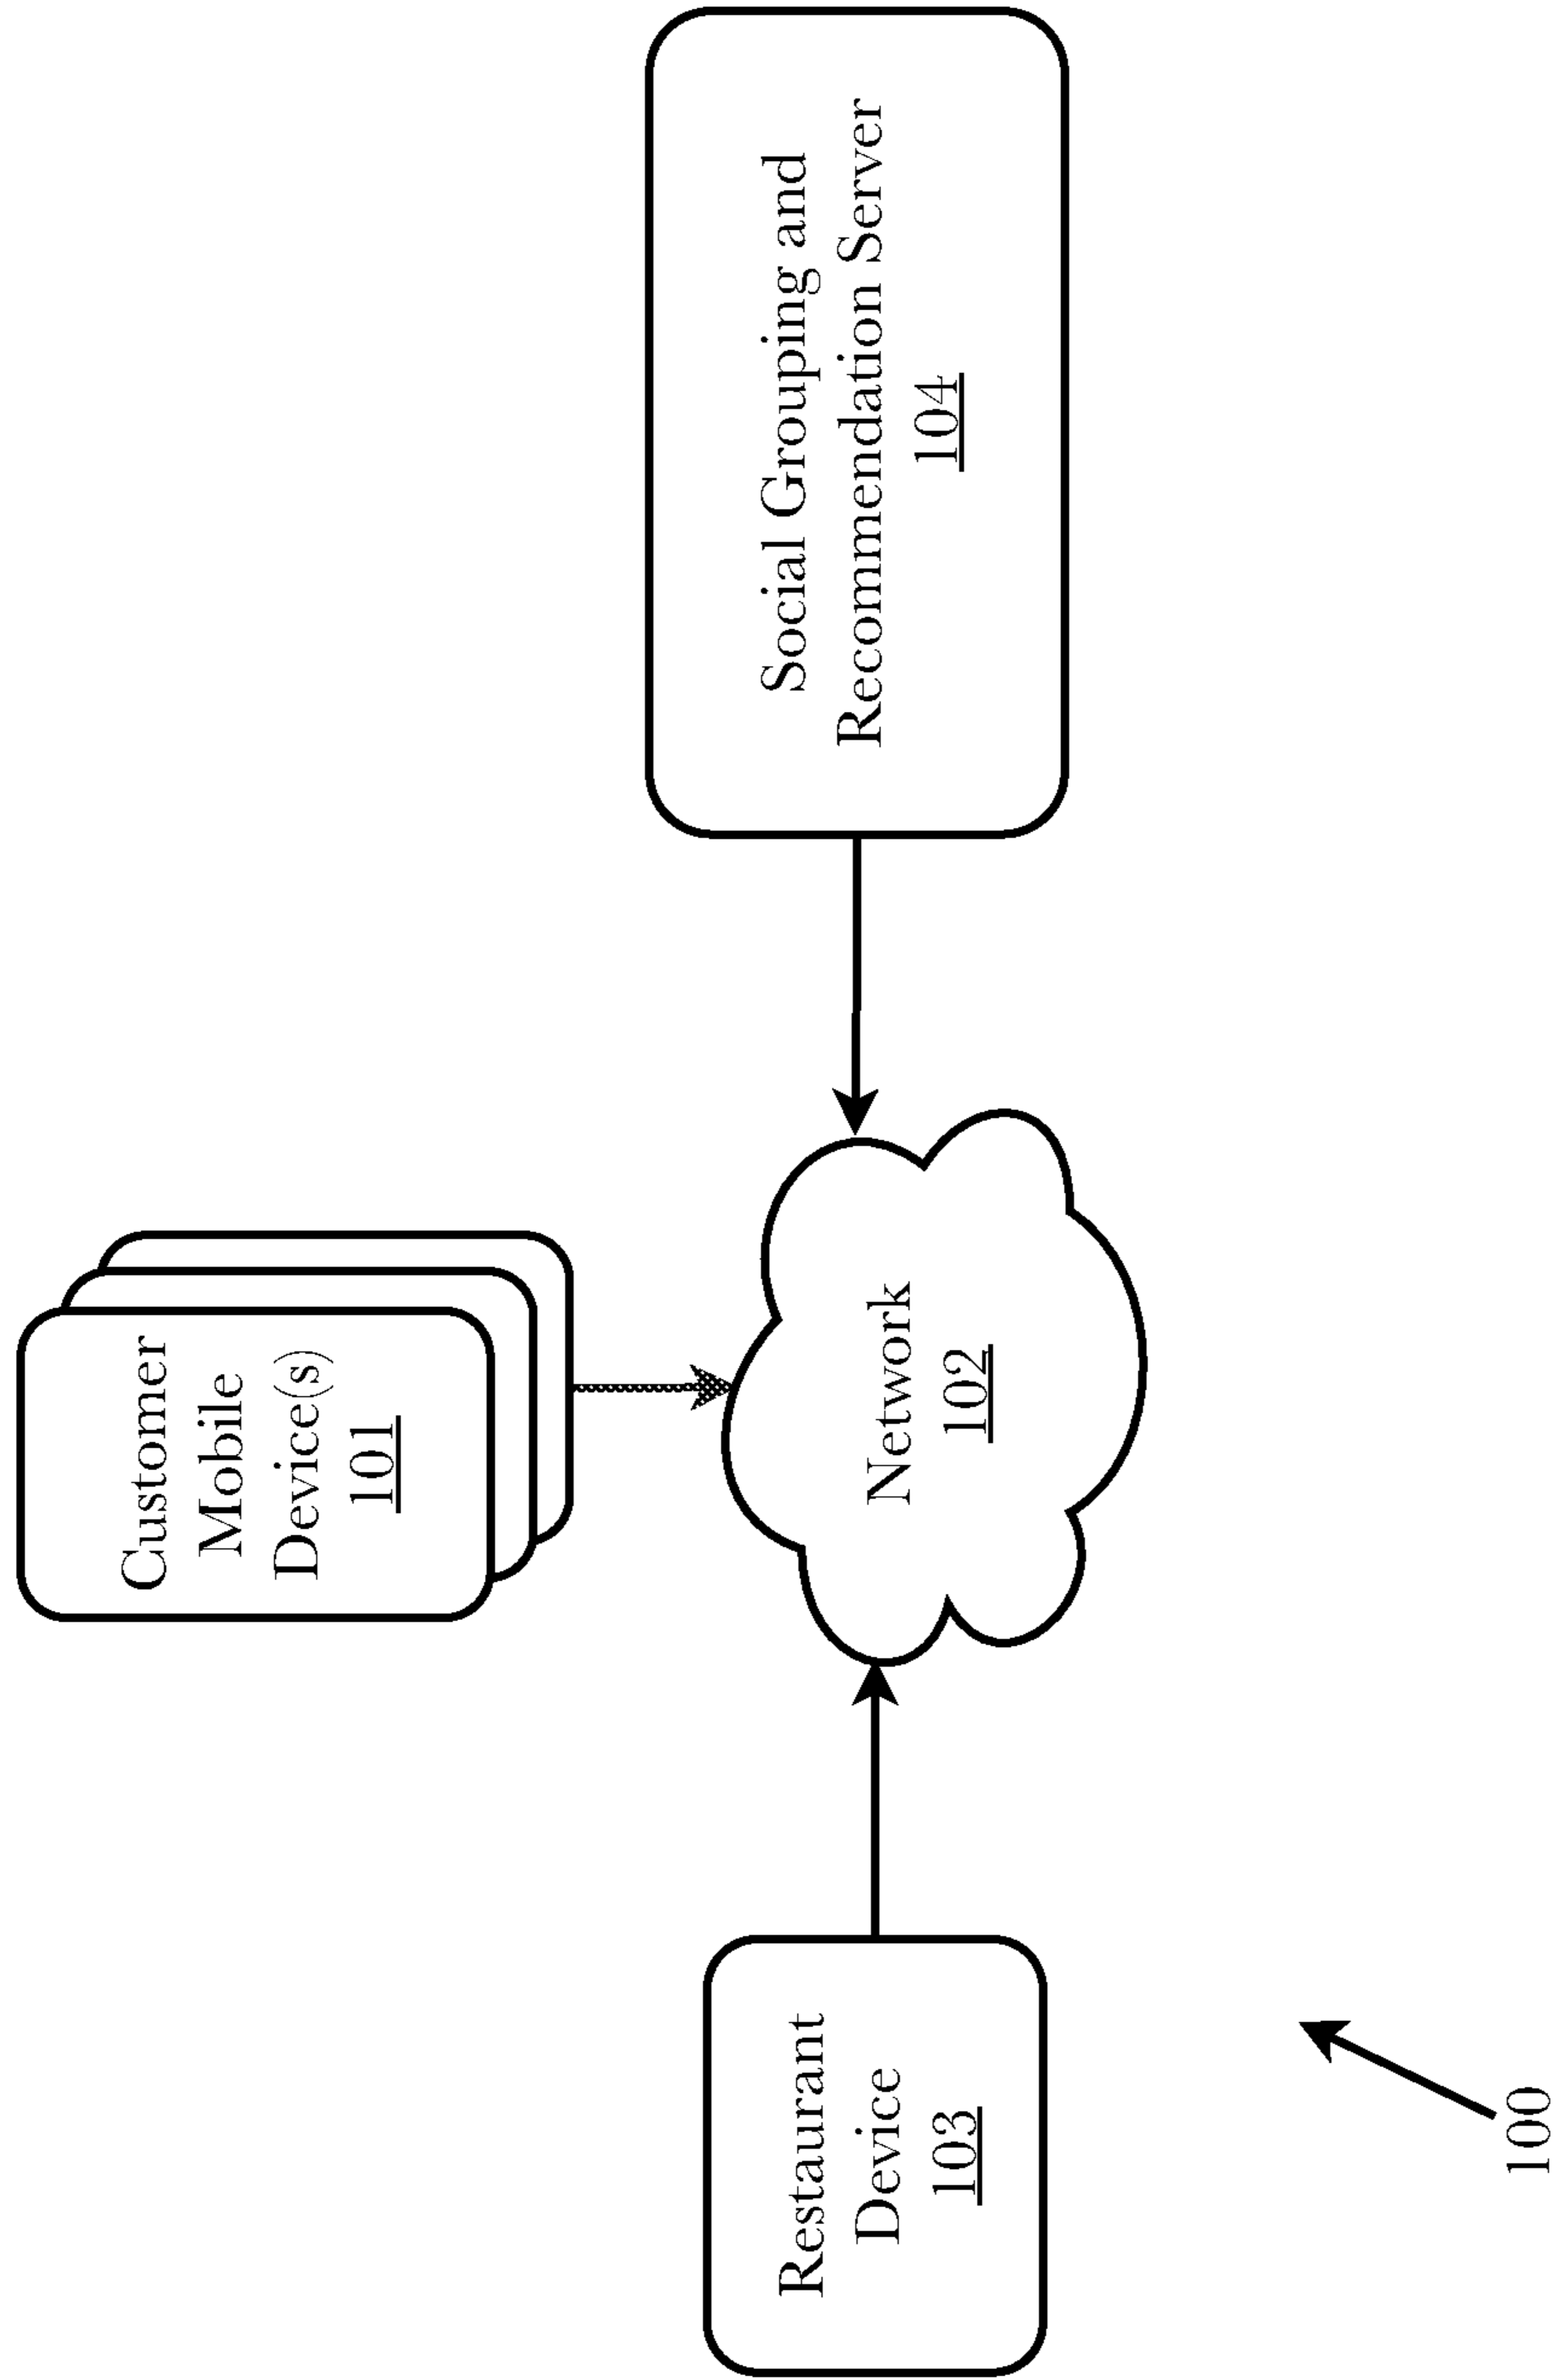 Customer
Mobile
Device(s)
101
Restaurant
Device
103
Network
102
Social Grouping and
Recommendation Server
104
100